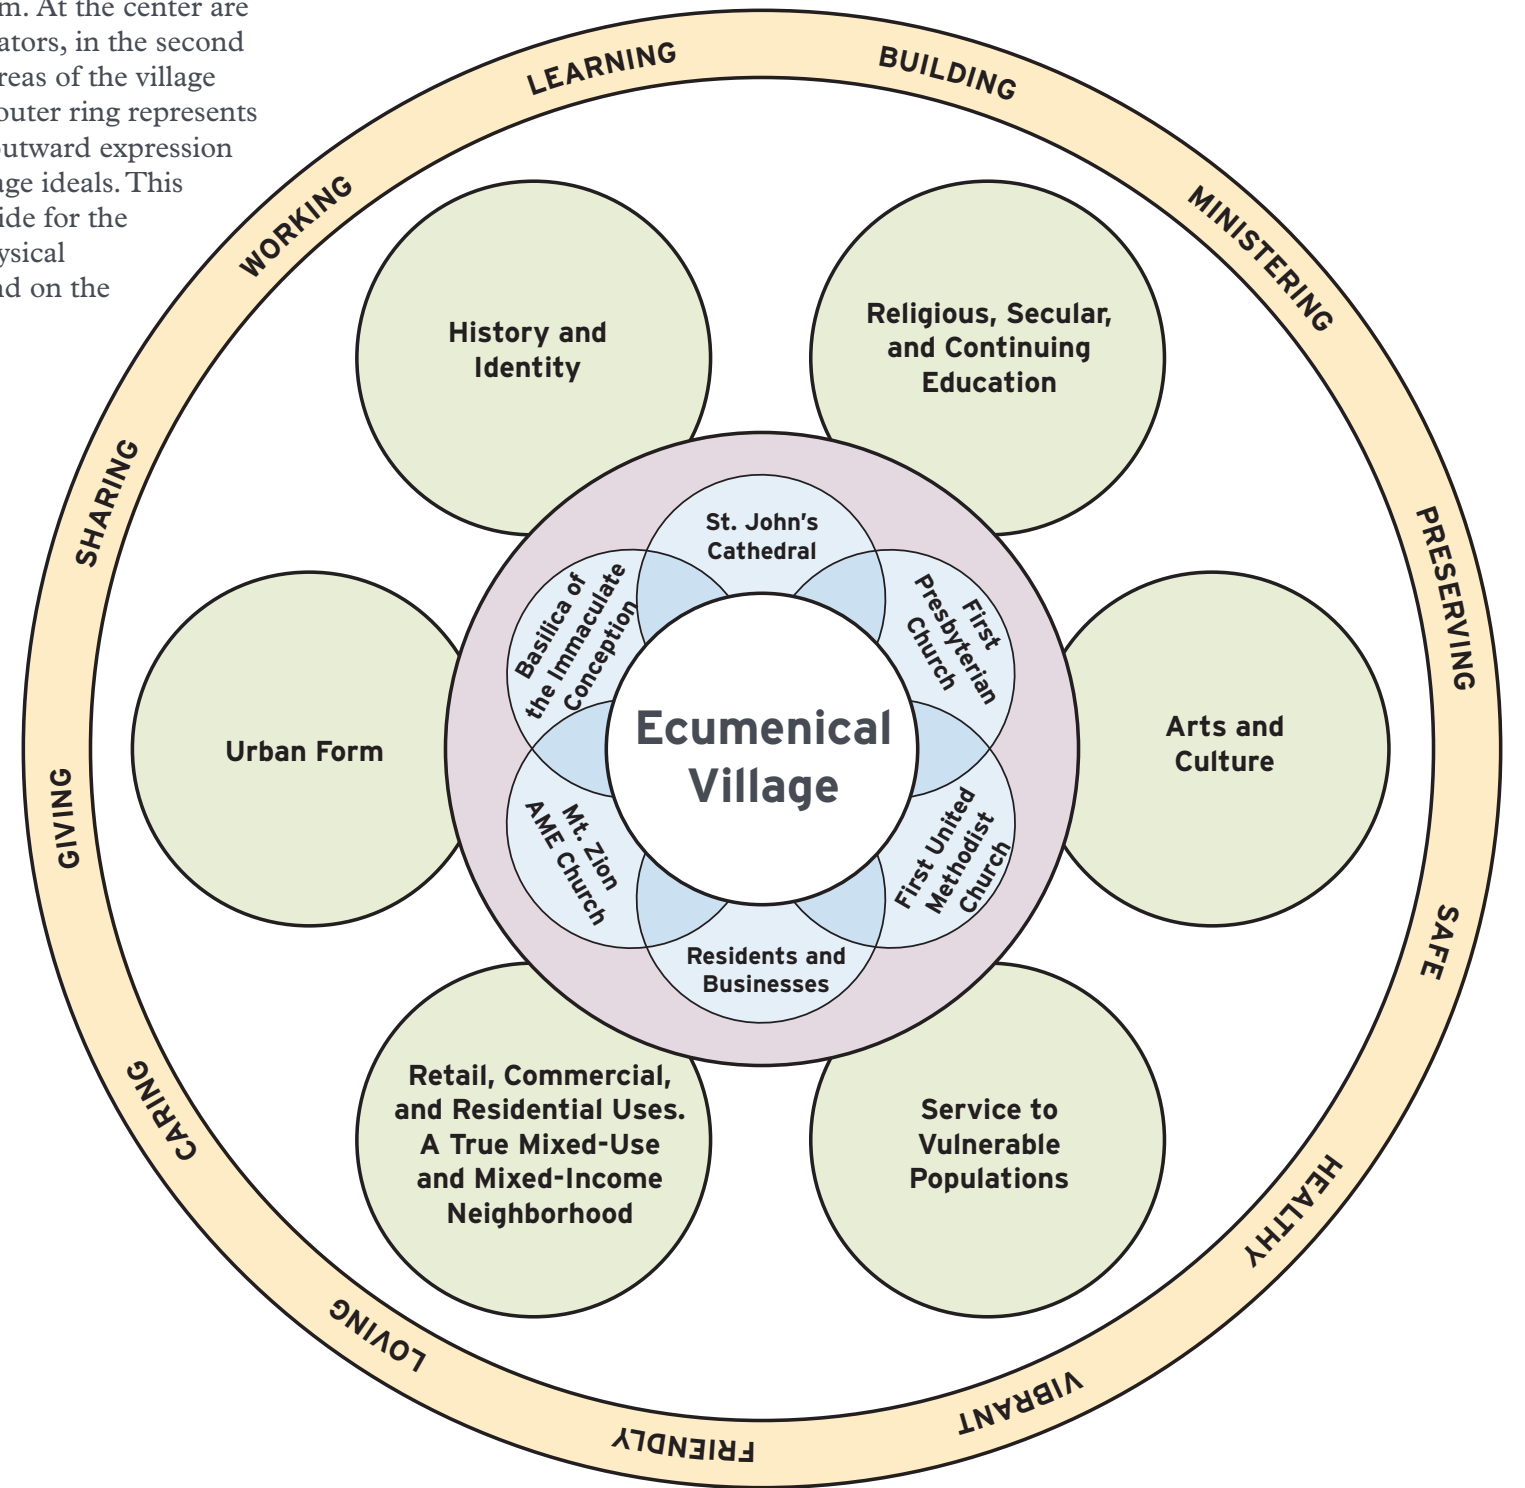 m. At the center are
ators, in the second
reas of the village
outer ring represents
outward expression
age ideals. This
ide for the
ysical
nd on the
LEARNING
BUILDING
MINISTERING
PRESERVING
SAFE
HEALTHY
VIBRANT
FRIENDLY
LOVING
CARING
GIVING
SHARING
WORKING
History and
Identity
Religious, Secular,
and Continuing
Education
Arts and
Culture
Service to
Vulnerable
Populations
Retail, Commercial,
and Residential Uses.
A True Mixed-Use
and Mixed-Income
Neighborhood
Urban Form
St. John's
Cathedral
First
Presbyterian
Church
First United
Methodist
Church
Residents and
Businesses
Mt. Zion
AME Church
Basilica of
the Immaculate
Conception
Ecumenical
Village